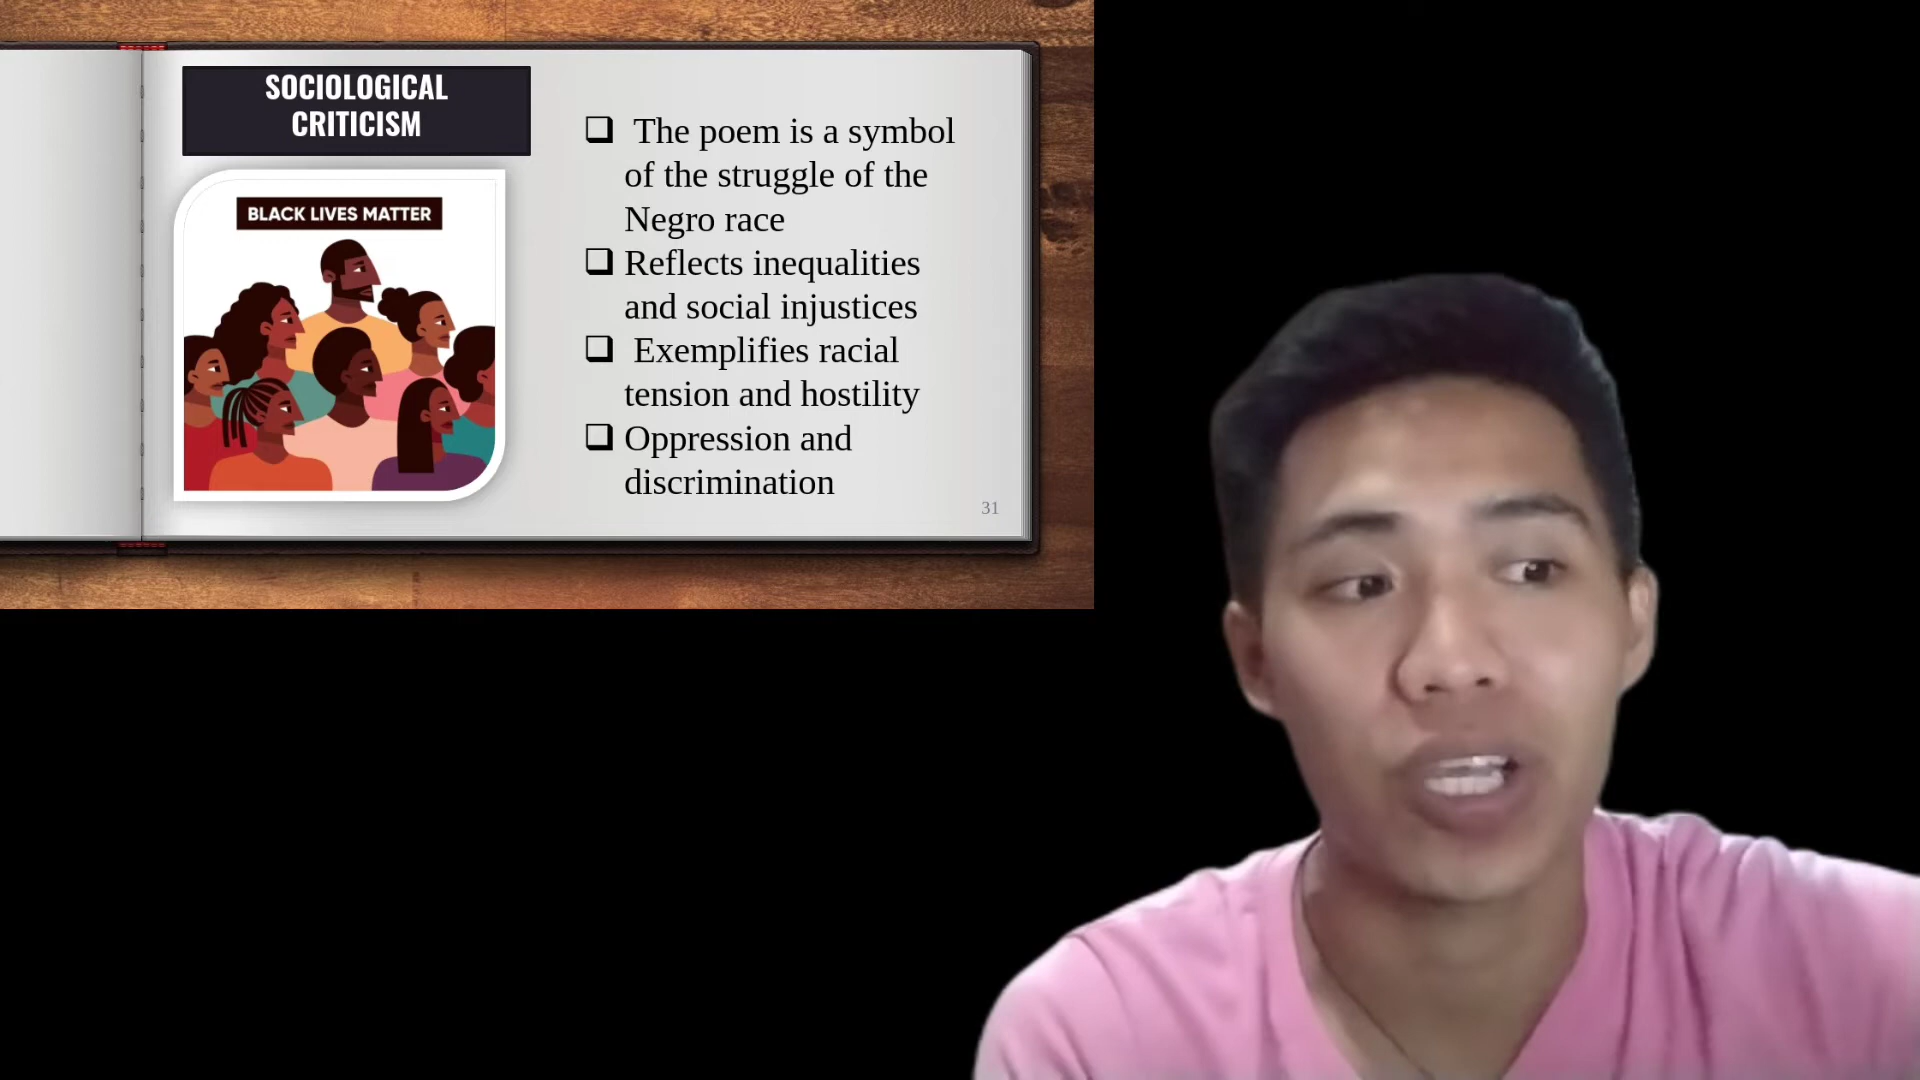 SOCIOLOGICAL
CRITICISM
BLACK LIVES MATTER
The poem is a symbol
of the struggle of the
Negro race
Reflects inequalities
and social injustices
Exemplifies racial
tension and hostility
Oppression and
discrimination
31